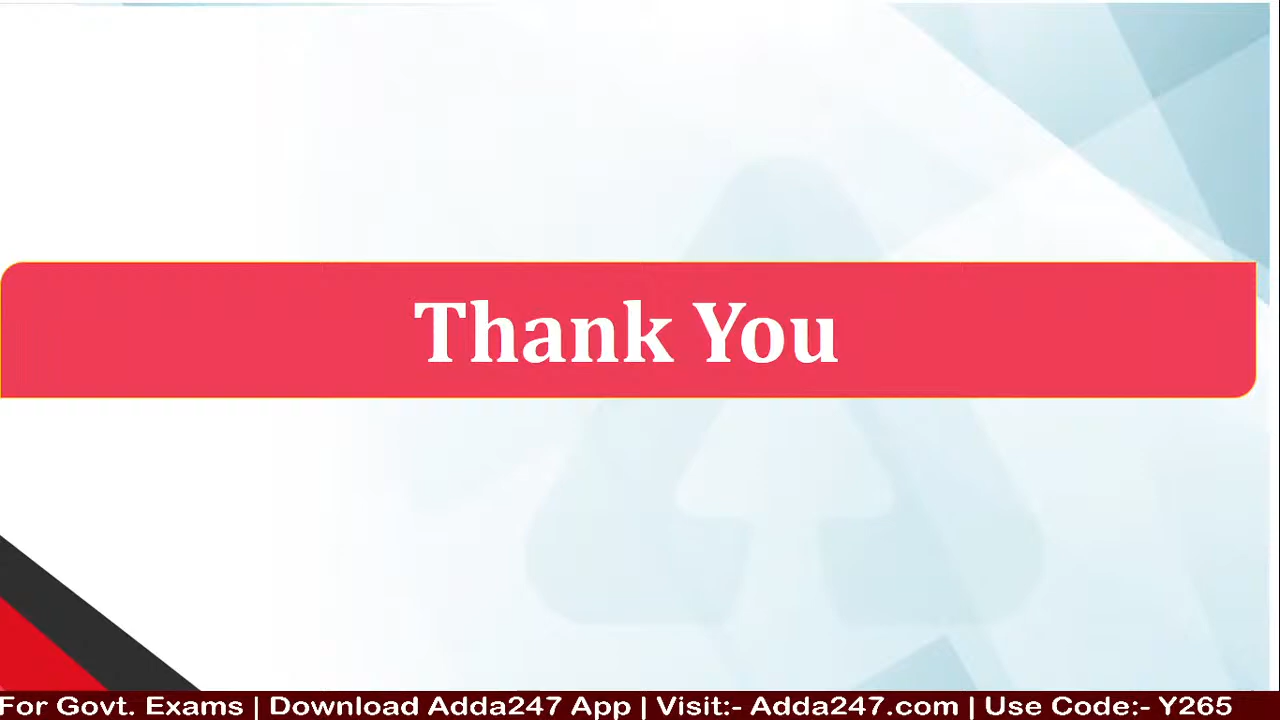 Thank You
For Govt. Exams | Download Adda247 App | Visit:- Adda247.com | Use Code:- Y265